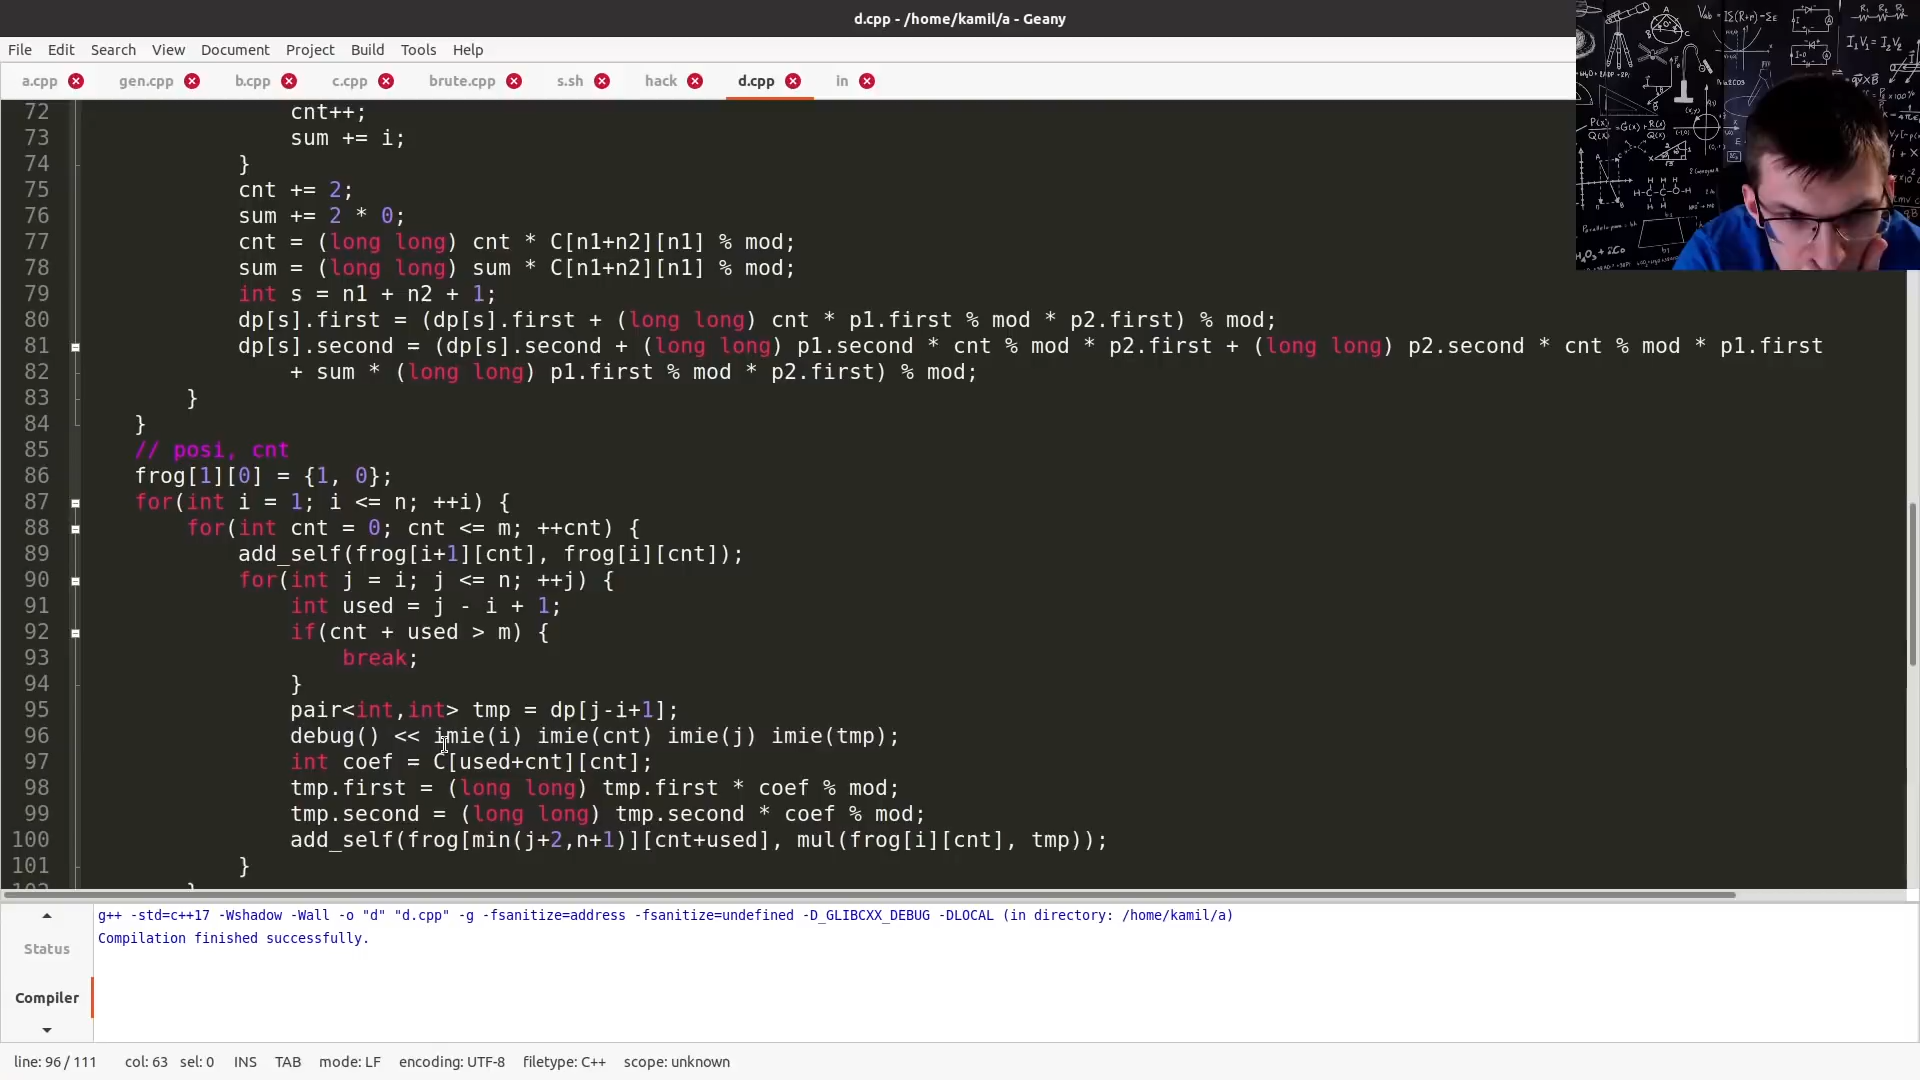 d.cpp - /home/kamil/a - Geany
File Edit Search View Document Project Build Tools Help
a.cpp gen.cpp b.cpp c.cpp brute.cpp s.sh hack d.cpp in
72 cnt++;
73 sum += i;
74 }
75 cnt += 2;
76 sum += 2 * 0;
77 cnt = (long long) cnt * C[n1+n2][n1] % mod;
78 sum = (long long) sum * C[n1+n2][n1] % mod;
79 int s = n1 + n2 + 1;
80 dp[s].first = (dp[s].first + (long long) cnt * p1.first % mod * p2.first) % mod;
81 dp[s].second = (dp[s].second + (long long) p1.second * cnt % mod * p2.first + (long long) p2.second * cnt % mod * p1.first
82 + sum * (long long) p1.first % mod * p2.first) % mod;
83 }
84 }
85 // posi, cnt
86 frog[1][0] = {1, 0};
87 for(int i = 1; i <= n; ++i) {
88 for(int cnt = 0; cnt <= m; ++cnt) {
89 add_self(frog[i+1][cnt], frog[i][cnt]);
90 for(int j = i; j <= n; ++j) {
91 int used = j - i + 1;
92 if(cnt + used > m) {
93 break;
94 }
95 pair<int,int> tmp = dp[j-i+1];
96 debug() << imie(i) imie(cnt) imie(j) imie(tmp);
97 int coef = C[used+cnt][cnt];
98 tmp.first = (long long) tmp.first * coef % mod;
99 tmp.second = (long long) tmp.second * coef % mod;
100 add_self(frog[min(j+2,n+1)][cnt+used], mul(frog[i][cnt], tmp));
101 }
Status
Compiler
g++ -std=c++17 -Wshadow -Wall -o "d" "d.cpp" -g -fsanitize=address -fsanitize=undefined -D_GLIBCXX_DEBUG -DLOCAL (in directory: /home/kamil/a)
Compilation finished successfully.
line: 96 / 111 col: 63 sel: 0 INS TAB mode: LF encoding: UTF-8 filetype: C++ scope: unknown